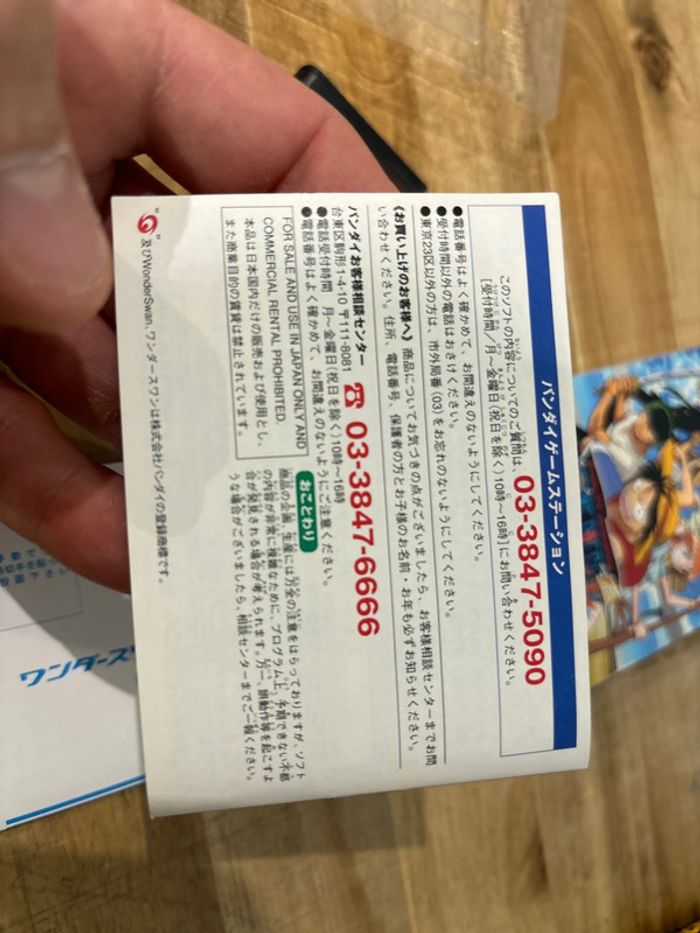 バンダイゲームステーション
このソフトの内容についてのご質問は、03-3847-5090
[受付時間/月〜金曜日(祝日を除く)10時〜16時]にお問い合わせください。
●電話番号はよく確かめて、お間違えのないようにしてください。
●受付時間以外の電話はおさけください。
●東京23区以外の方は、市外局番(03)をお忘れのないようにしてください。
《お買い上げのお客様へ》商品についてお気づきの点がございましたら、お客様相談センターまでお問
い合わせください。住所、電話番号、保護者の方とお子様のお名前・お年も必ずお知らせください。
バンダイお客様相談センター
台東区駒形1-4-10 〒111-8081 ☎ 03-3847-6666
●電話受付時間 月〜金曜日(祝日を除く)10時〜16時
●電話番号はよく確かめて、お間違いのないようにご注意ください。
FOR SALE AND USE IN JAPAN ONLY AND
COMMERCIAL RENTAL PROHIBITED.
本品は日本国内だけの販売および使用とし、
また商業目的の賃貸は禁止されています。
おことわり
商品の企画、生産には万全の注意をはらっておりますが、ソフト
の内容が非常に複雑なために、プログラム上、予期できない不都
合が発見される場合が考えられます。万一、誤動作等を起こすよ
うな場合がございましたら、相談センターまでご一報ください。
" "及びWonderSwan、ワンダースワンは株式会社バンダイの登録商標です。
ワンダース